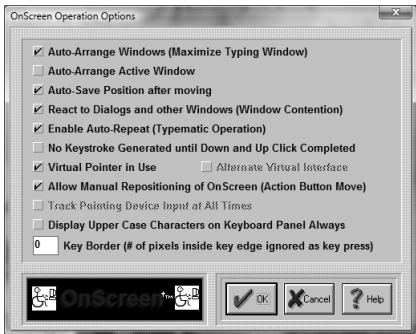 OnScreen Operation Options
Auto-Arrange Windows (Maximize Typing Window)
Auto-Arrange Active Window
Auto-Save Position after moving
React to Dialogs and other Windows (Window Contention)
Enable Auto-Repeat (Typematic Operation)
No Keystroke Generated until Down and Up Click Completed
Virtual Pointer in Use Alternate Virtual Interface
Allow Manual Repositioning of OnScreen (Action Button Move)
Track Pointing Device Input at All Times
Display Upper Case Characters on Keyboard Panel Always
0 Key Border (# of pixels inside key edge ignored as key press)
OnScreen ™ OK Cancel Help